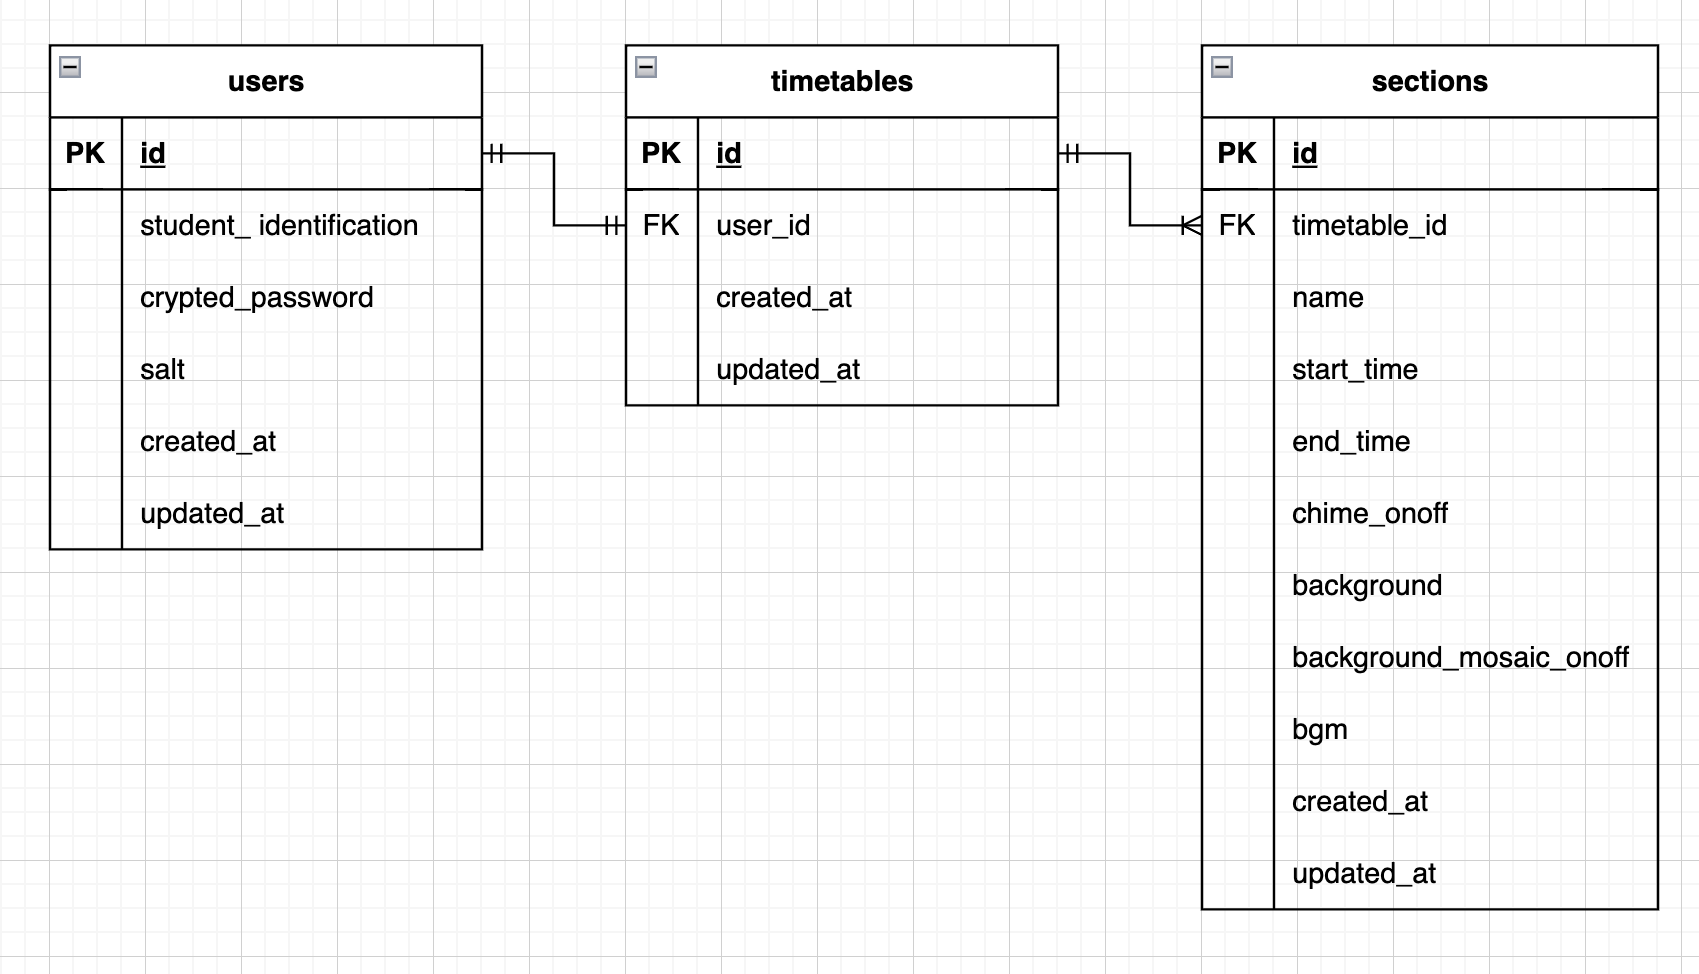 users
PK id
student_ identification
crypted_password
salt
created_at
updated_at
timetables
PK id
FK user_id
created_at
updated_at
sections
PK id
FK timetable_id
name
start_time
end_time
chime_onoff
background
background_mosaic_onoff
bgm
created_at
updated_at